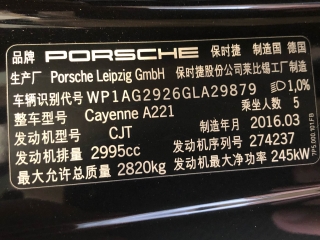 品牌 PORSCHE 保时捷 制造国 德国
生产厂 Porsche Leipzig GmbH 保时捷股份公司莱比锡工厂制造
车辆识别代号 WP1AG2926GLA29879 1,0%
整车型号 Cayenne A221 乘坐人数 5
发动机型号 CJT 制造年月 2016.03
发动机排量 2995cc 发动机序列号 274237
最大允许总质量 2820kg 发动机最大净功率 245kW
7P5.000.101.FB